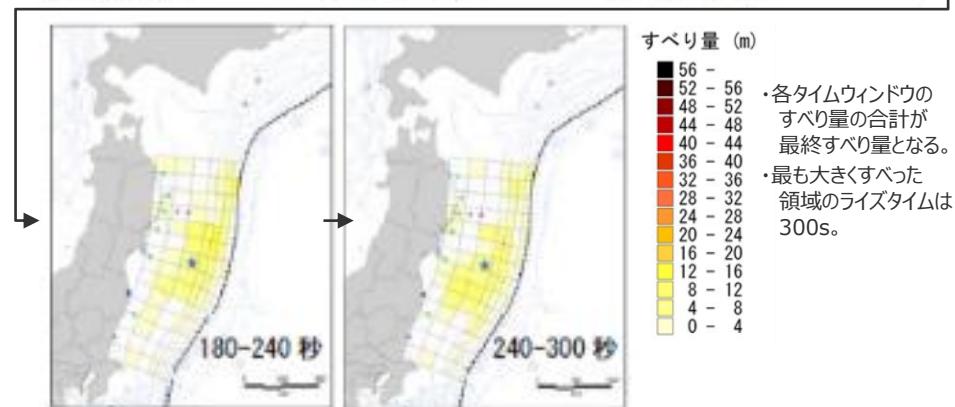 180-240 秒
240-300 秒
すべり量 (m)
56 -
52 - 56
48 - 52
44 - 48
40 - 44
36 - 40
32 - 36
28 - 32
24 - 28
20 - 24
16 - 20
12 - 16
8 - 12
4 - 8
0 - 4
・各タイムウィンドウの
すべり量の合計が
最終すべり量となる。
・最も大きくすべった
領域のライズタイムは
300s。